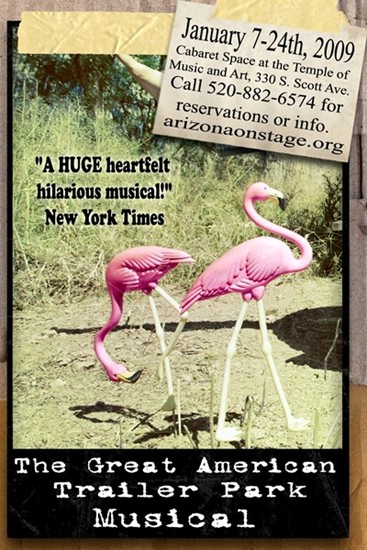 January 7-24th, 2009
Cabaret Space at the Temple of
Music and Art, 330 S. Scott Ave.
Call 520-882-6574 for
reservations or info.
arizonaonstage.org
"A HUGE heartfelt
hilarious musical!"
New York Times
The Great American
Trailer Park
Musical